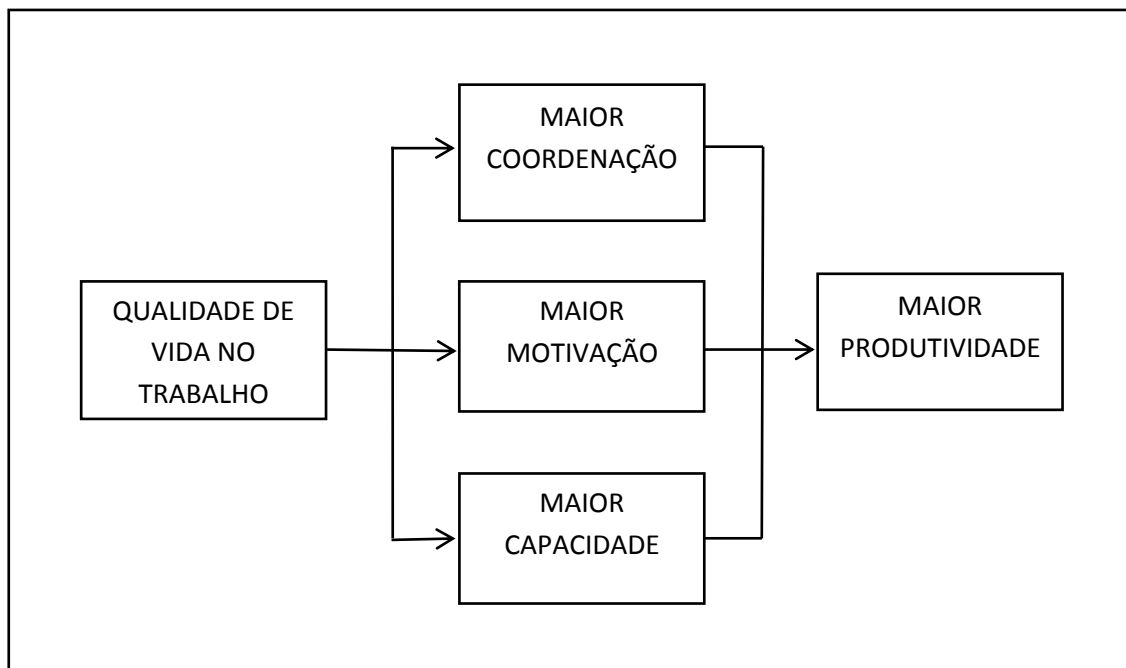 MAIOR
COORDENAÇÃO
QUALIDADE DE
VIDA NO
TRABALHO
MAIOR
MOTIVAÇÃO
MAIOR
PRODUTIVIDADE
MAIOR
CAPACIDADE